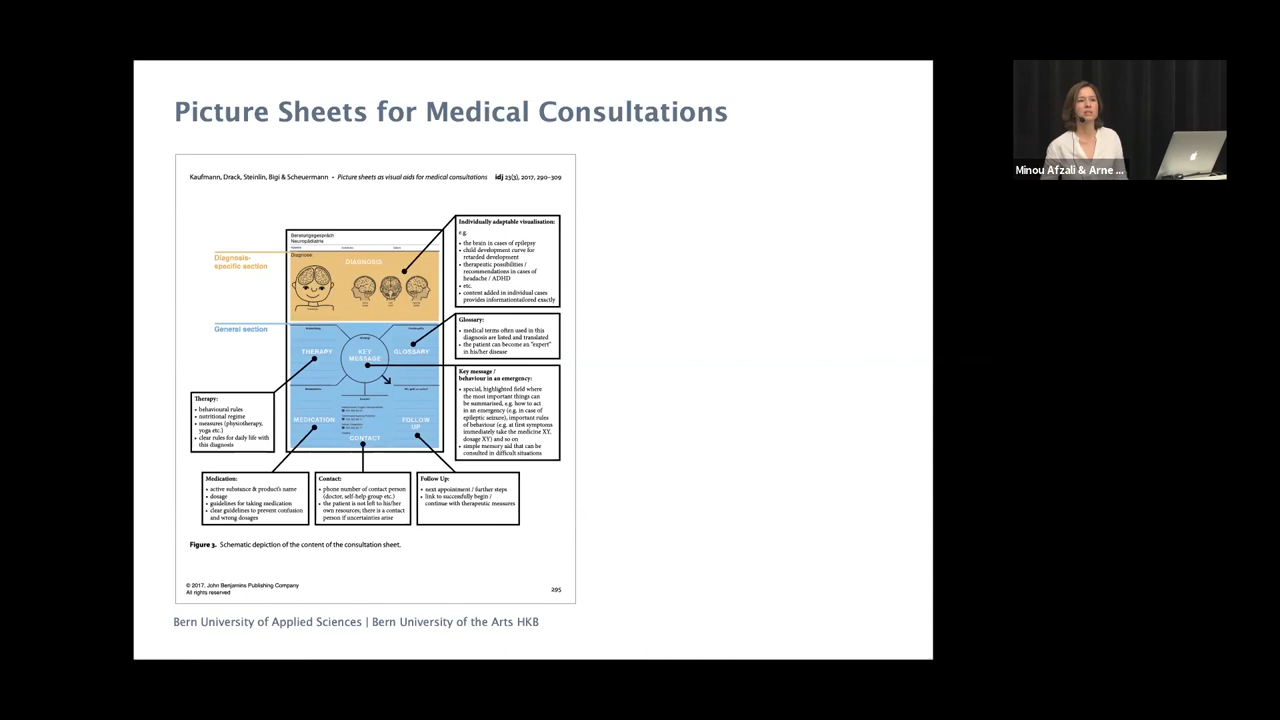 Picture Sheets for Medical Consultations
Kaufmann, Drack, Steinlin, Bigi & Scheuermann • Picture sheets as visual aids for medical consultations idj 23(3), 2017, 290–309
Diagnosis-
specific section
General section
Beratungsgespräch
Neuropädiatrie
Diagnose:
DIAGNOSIS
THERAPY
KEY
MESSAGE
GLOSSARY
MEDICATION
FOLLOW
UP
CONTACT
Individually adaptable visualisation:
e.g.
• the brain in cases of epilepsy
• child development curve for
retarded development
• therapeutic possibilities /
recommendations in cases of
headache / ADHD
• etc.
• content added in individual cases
provides informationtailored exactly
Glossary:
• medical terms often used in this
diagnosis are listed and translated
• the patient can become an "expert"
in his/her disease
Key message /
behaviour in an emergency:
• special, highlighted field where
the most important things can
be summarised, e.g. how to act
in an emergency (e.g. in case of
epileptic seizure), important rules
of behaviour (e.g. at first symptoms
immediately take the medicine XY,
dosage XY) and so on
• simple memory aid that can be
consulted in difficult situations
Therapy:
• behavioural rules
• nutritional regime
• measures (physiotherapy,
yoga etc.)
• clear rules for daily life with
this diagnosis
Medication:
• active substance & product's name
• dosage
• guidelines for taking medication
• clear guidelines to prevent confusion
and wrong dosages
Contact:
• phone number of contact person
(doctor, self-help group etc.)
• the patient is not left to his/her
own resources; there is a contact
person if uncertainties arise
Follow Up:
• next appoinment / further steps
• link to successfully begin /
continue with therapeutic measures
Figure 3. Schematic depiction of the content of the consultation sheet.
© 2017. John Benjamins Publishing Company
All rights reserved
295
Bern University of Applied Sciences | Bern University of the Arts HKB
Minou Afzali & Arne ...